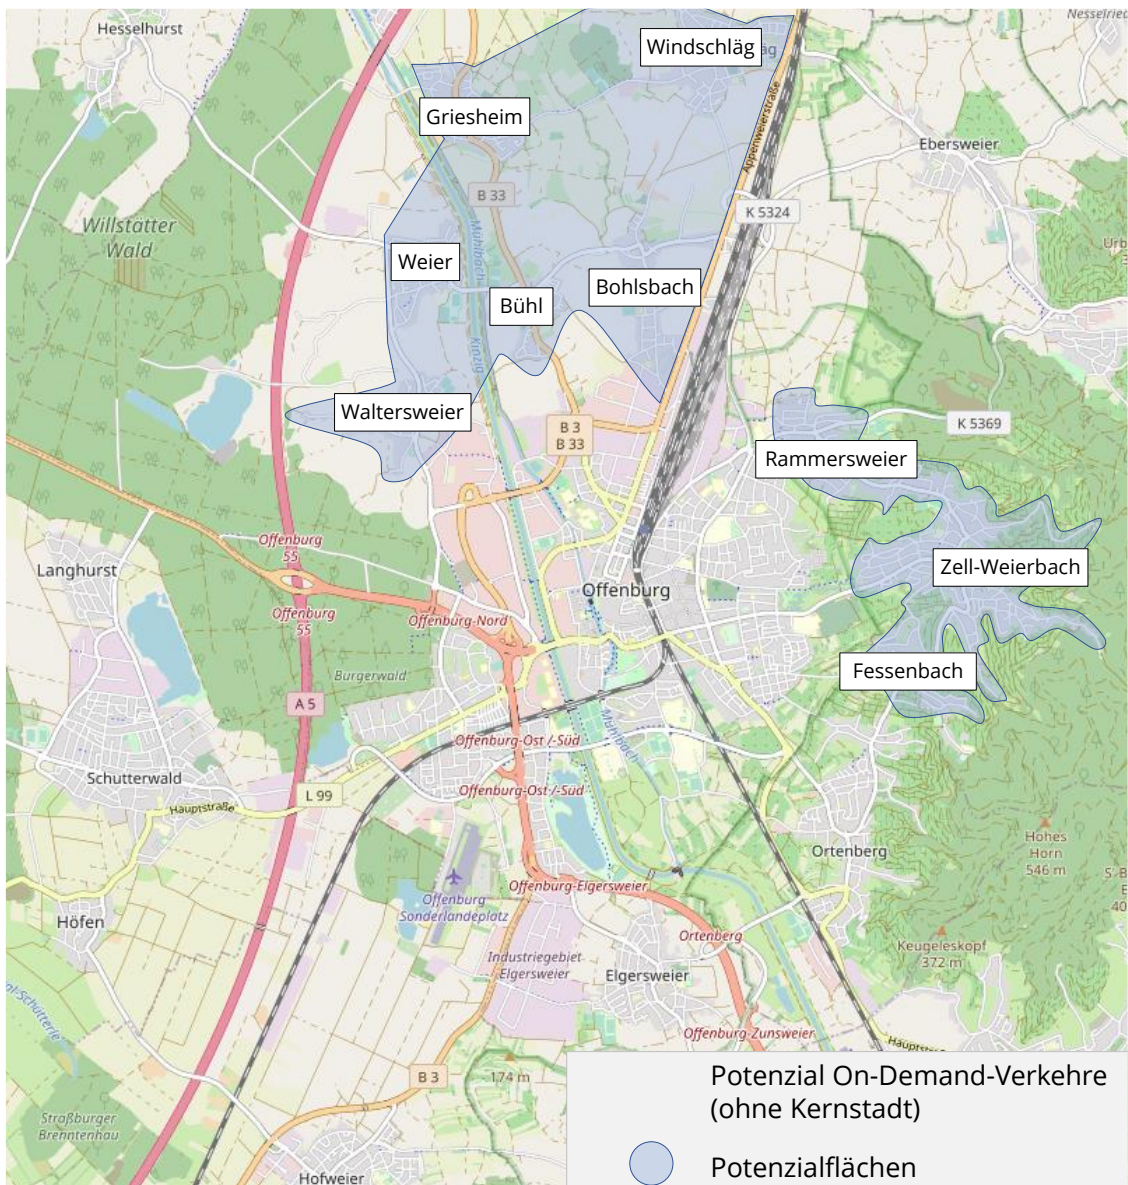 Hesselhurst
Nesselried
Windschläg
äg
Griesheim
Appenweierstraße
Ebersweier
B 33
K 5324
Willstätter
Wald
Mühlbach
Weier
Bohlsbach
Bühl
Kinzig
Waltersweier
B 3
B 33
K 5369
Rammersweier
Offenburg
55
Langhurst
Zell-Weierbach
Offenburg
Offenburg
55
Offenburg-Nord
Burgerwald
Fessenbach
A 5
Mühlbach
Offenburg-Ost /-Süd
Schutterwald
Offenburg-Ost /-Süd
L 99
Hauptstraße
Hohes
Horn
546 m
Ortenberg
Offenburg-Elgersweier
Offenburg
Sonderlandeplatz
Höfen
Ortenberg
Keugeleskopf
372 m
Industriegebiet
Elgersweier
Elgersweier
Offenburg-Zunsweier
Hauptstraße
B 3
174 m
Straßburger
Brenntenhau
Hofweier
Potenzial On-Demand-Verkehre
(ohne Kernstadt)
Potenzialflächen